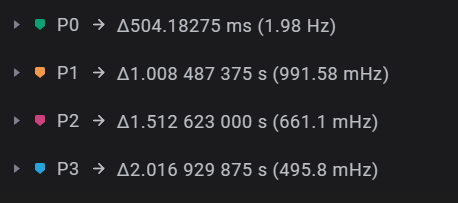 P0 → Δ504.18275 ms (1.98 Hz)
P1 → Δ1.008 487 375 s (991.58 mHz)
P2 → Δ1.512 623 000 s (661.1 mHz)
P3 → Δ2.016 929 875 s (495.8 mHz)